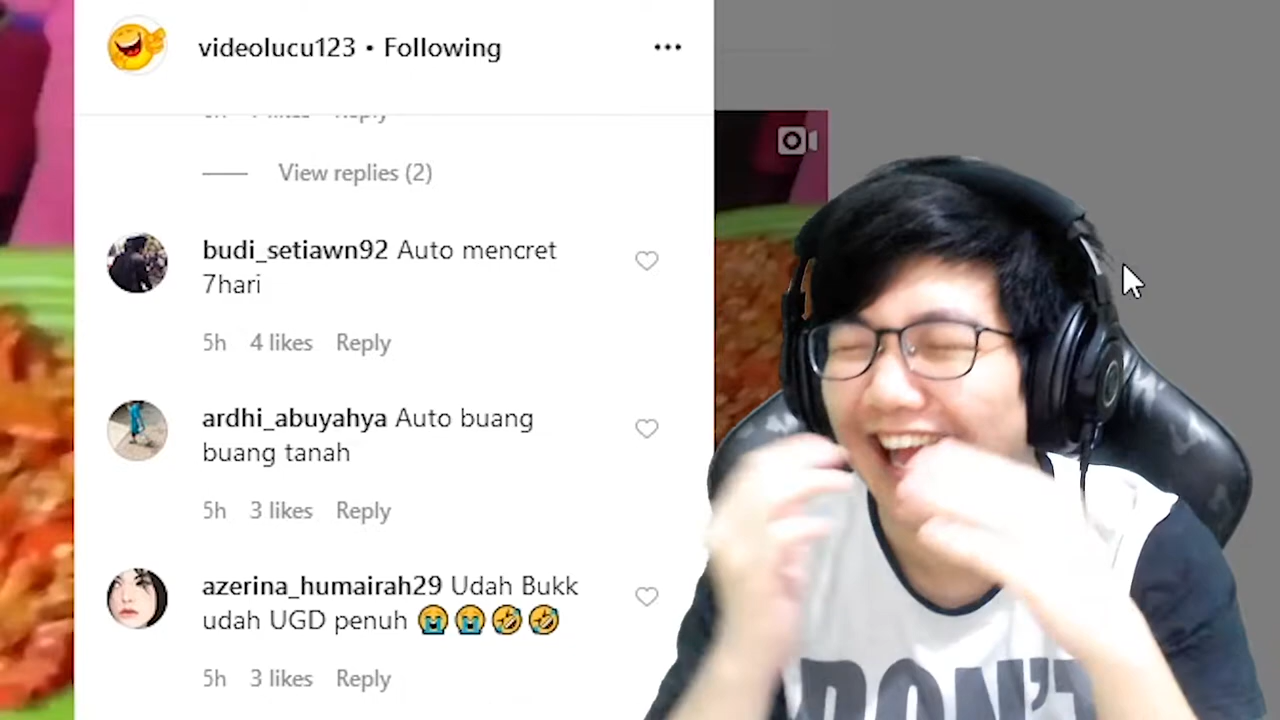 videolucu123 • Following
View replies (2)
budi_setiawn92 Auto mencret
7hari
5h 4 likes Reply
ardhi_abuyahya Auto buang
buang tanah
5h 3 likes Reply
azerina_humairah29 Udah Bukk
udah UGD penuh 😭😭🤣🤣
5h 3 likes Reply
DON'T